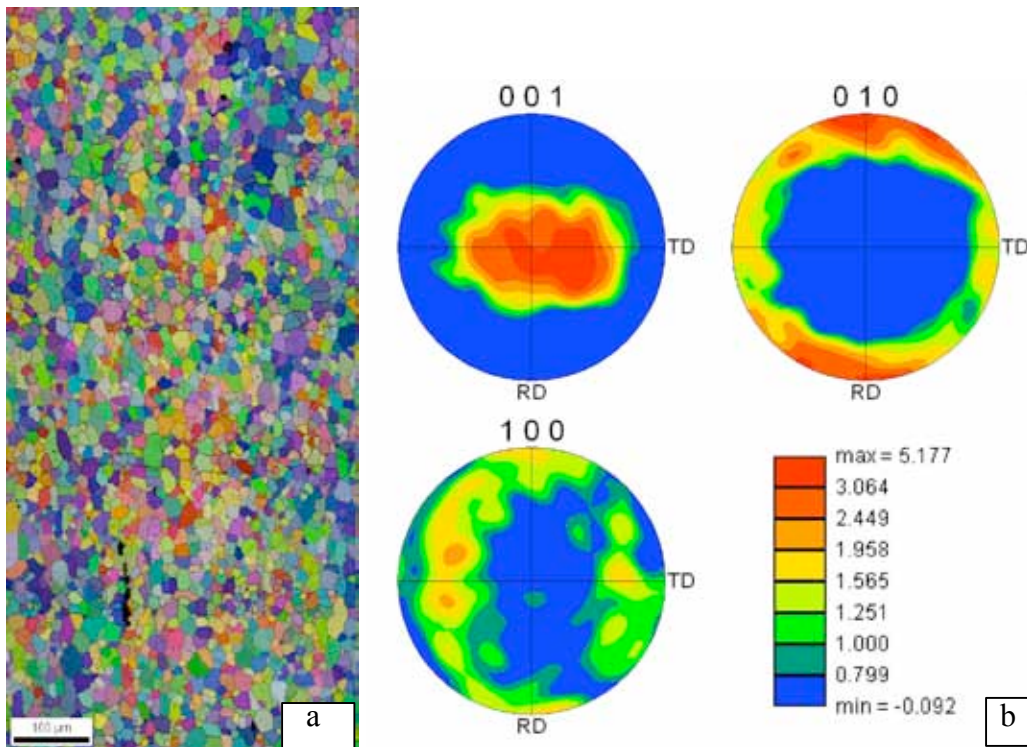 100 µm
a
0 0 1
TD
RD
0 1 0
TD
RD
1 0 0
TD
RD
max = 5.177
3.064
2.449
1.958
1.565
1.251
1.000
0.799
min = -0.092
b